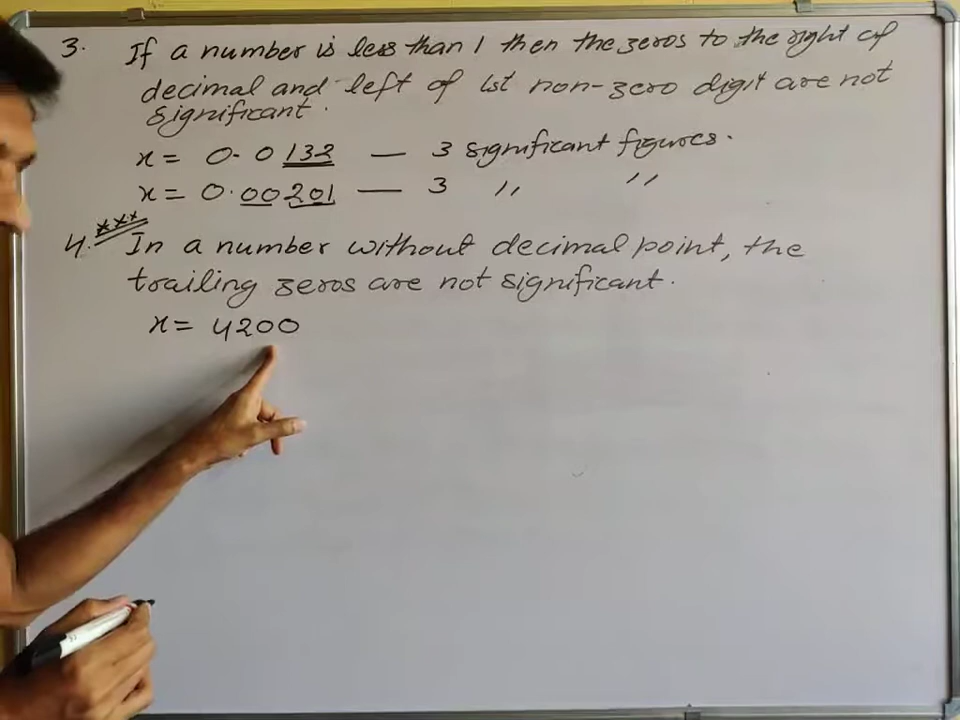 3. If a number is less than 1 then the zeros to the right of
decimal and left of 1st non-zero digit are not
significant.
x = 0.0132 — 3 significant figures.
x = 0.00201 — 3 ,, ,,
4. *** In a number without decimal point, the
trailing zeros are not significant.
x = 4200